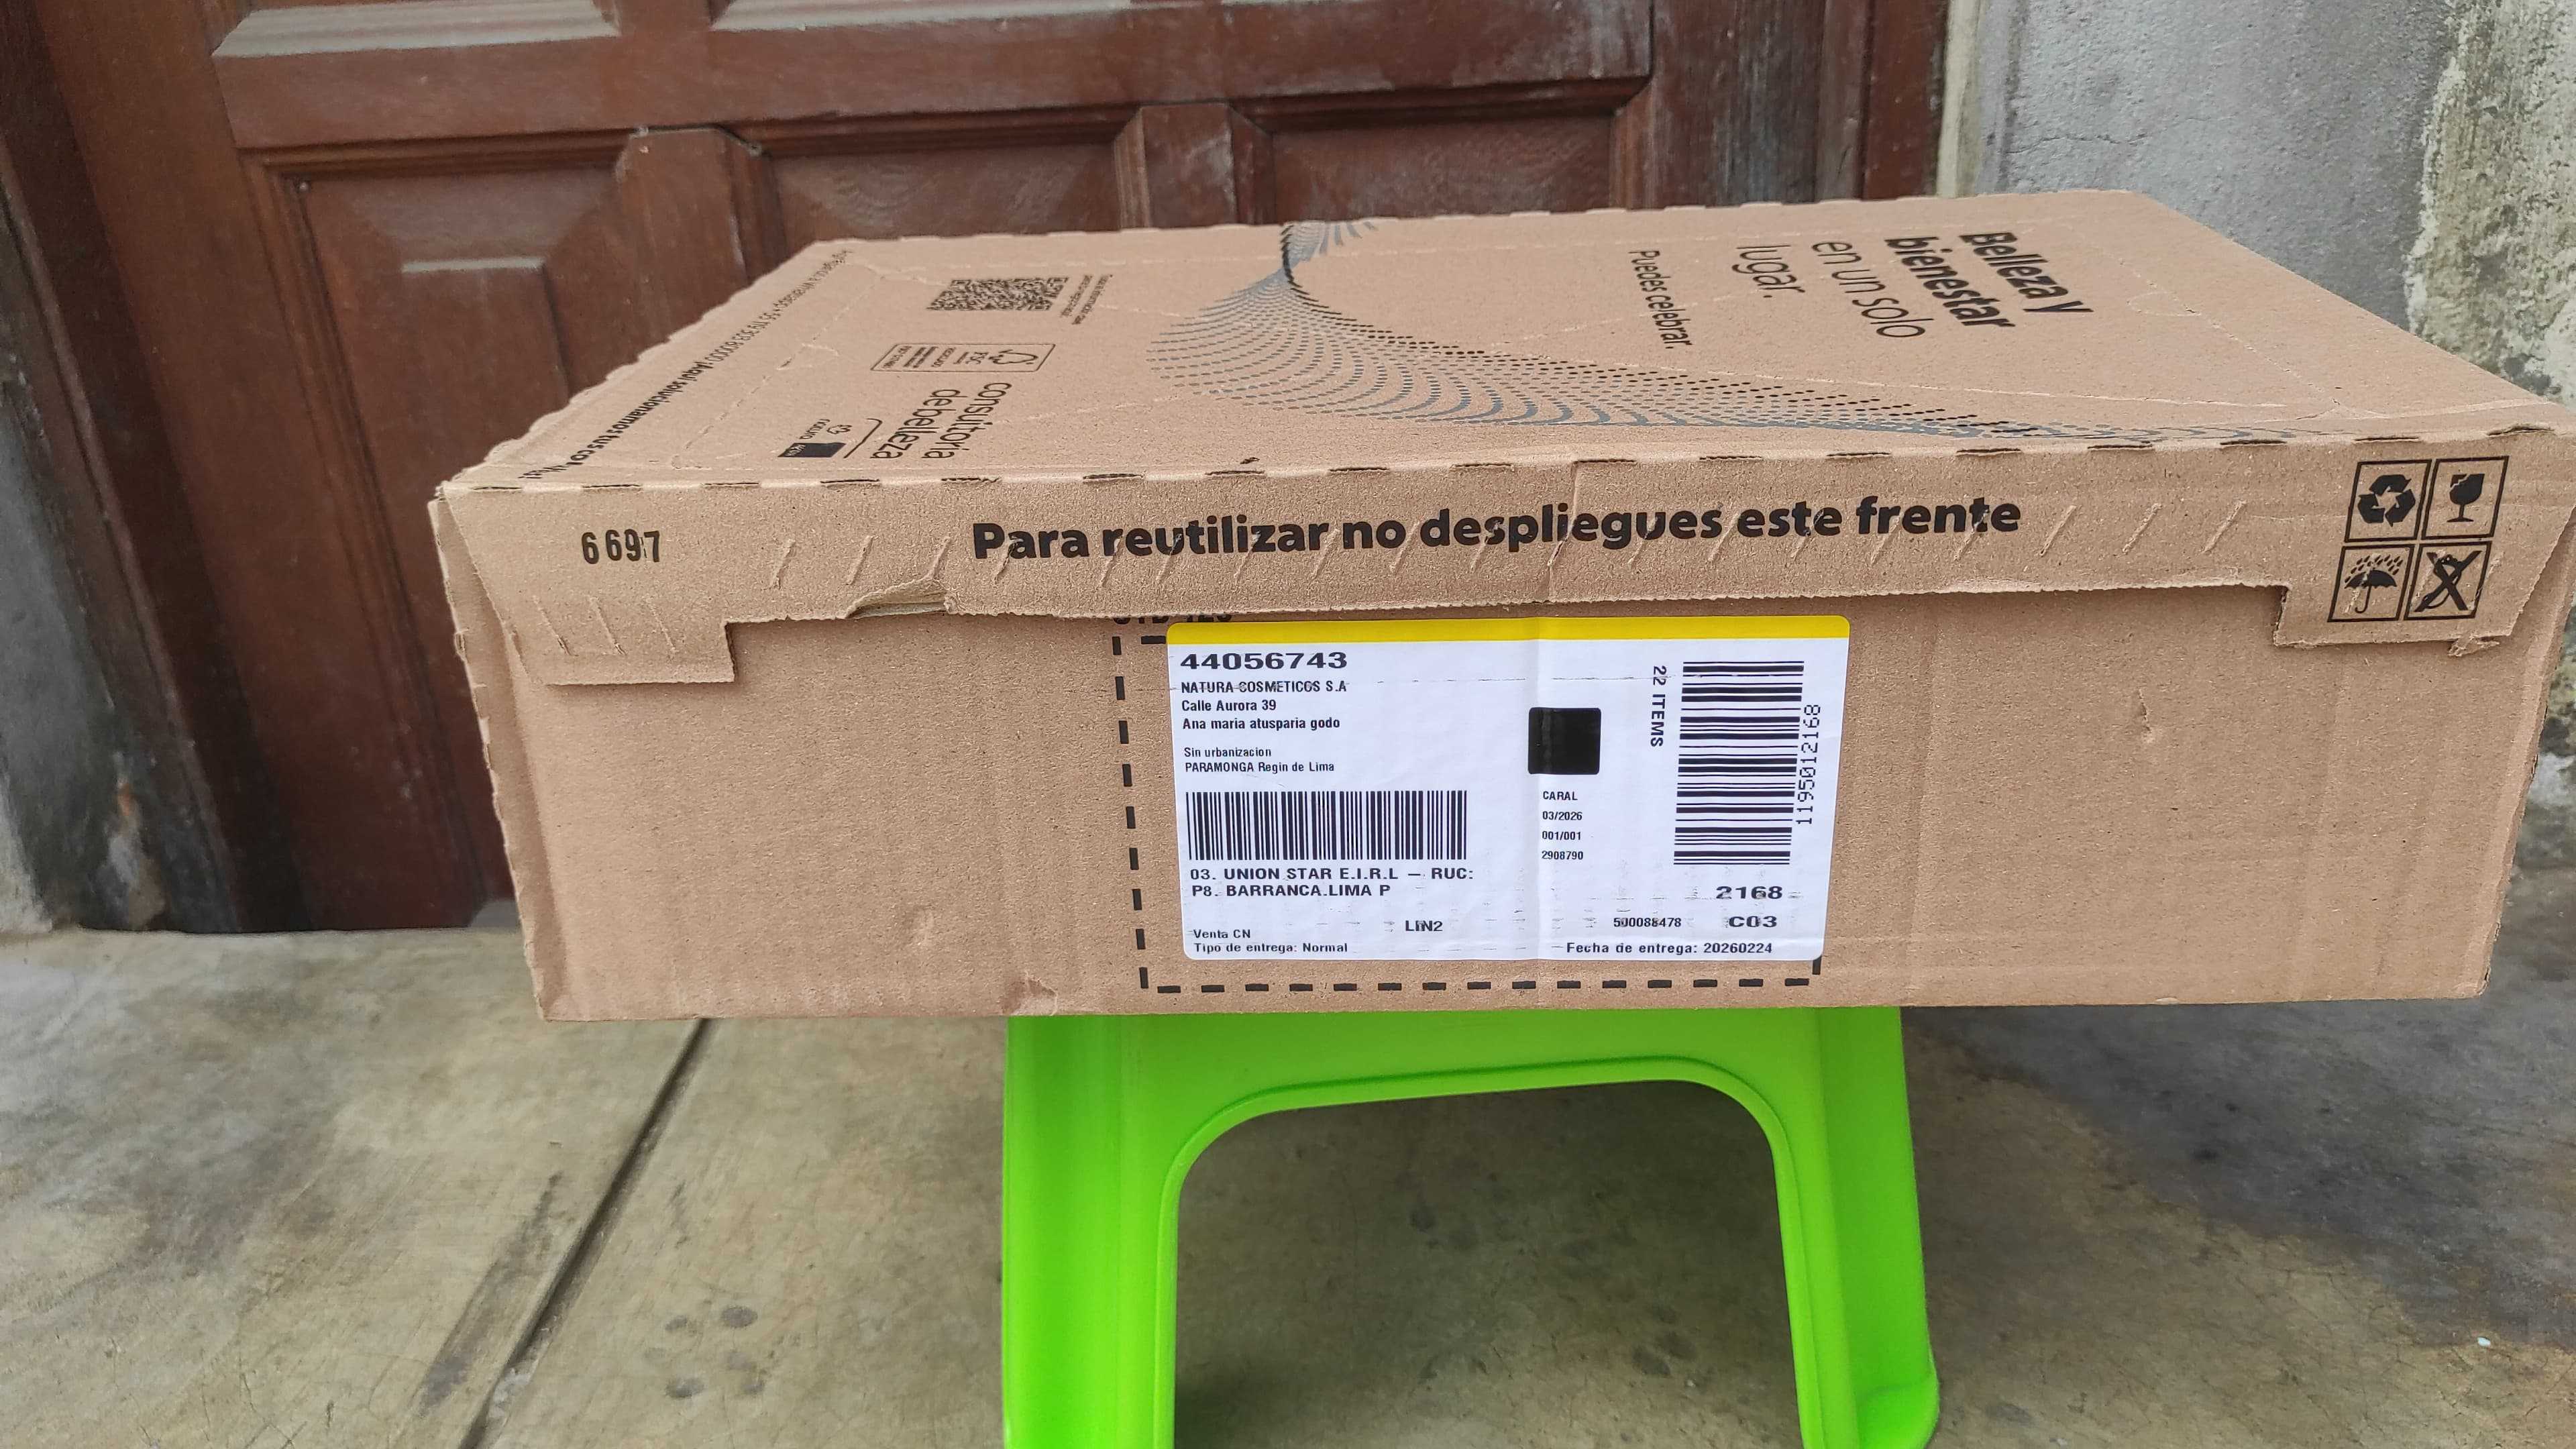 Belleza y
bienestar
en un solo
lugar.
Puedes celebrar.
consultoría
de belleza
6697
Para reutilizar no despliegues este frente
44056743
NATURA COSMETICOS S.A
Calle Aurora 39
Ana maria atusparia godo
Sin urbanizacion
PARAMONGA Regin de Lima
03. UNION STAR E.I.R.L — RUC:
P8. BARRANCA.LIMA P
Venta CN
Tipo de entrega: Normal
LIN2
CARAL
03/2026
001/001
2908790
22 ITEMS
1195012168
2168
500088478
C03
Fecha de entrega: 20260224